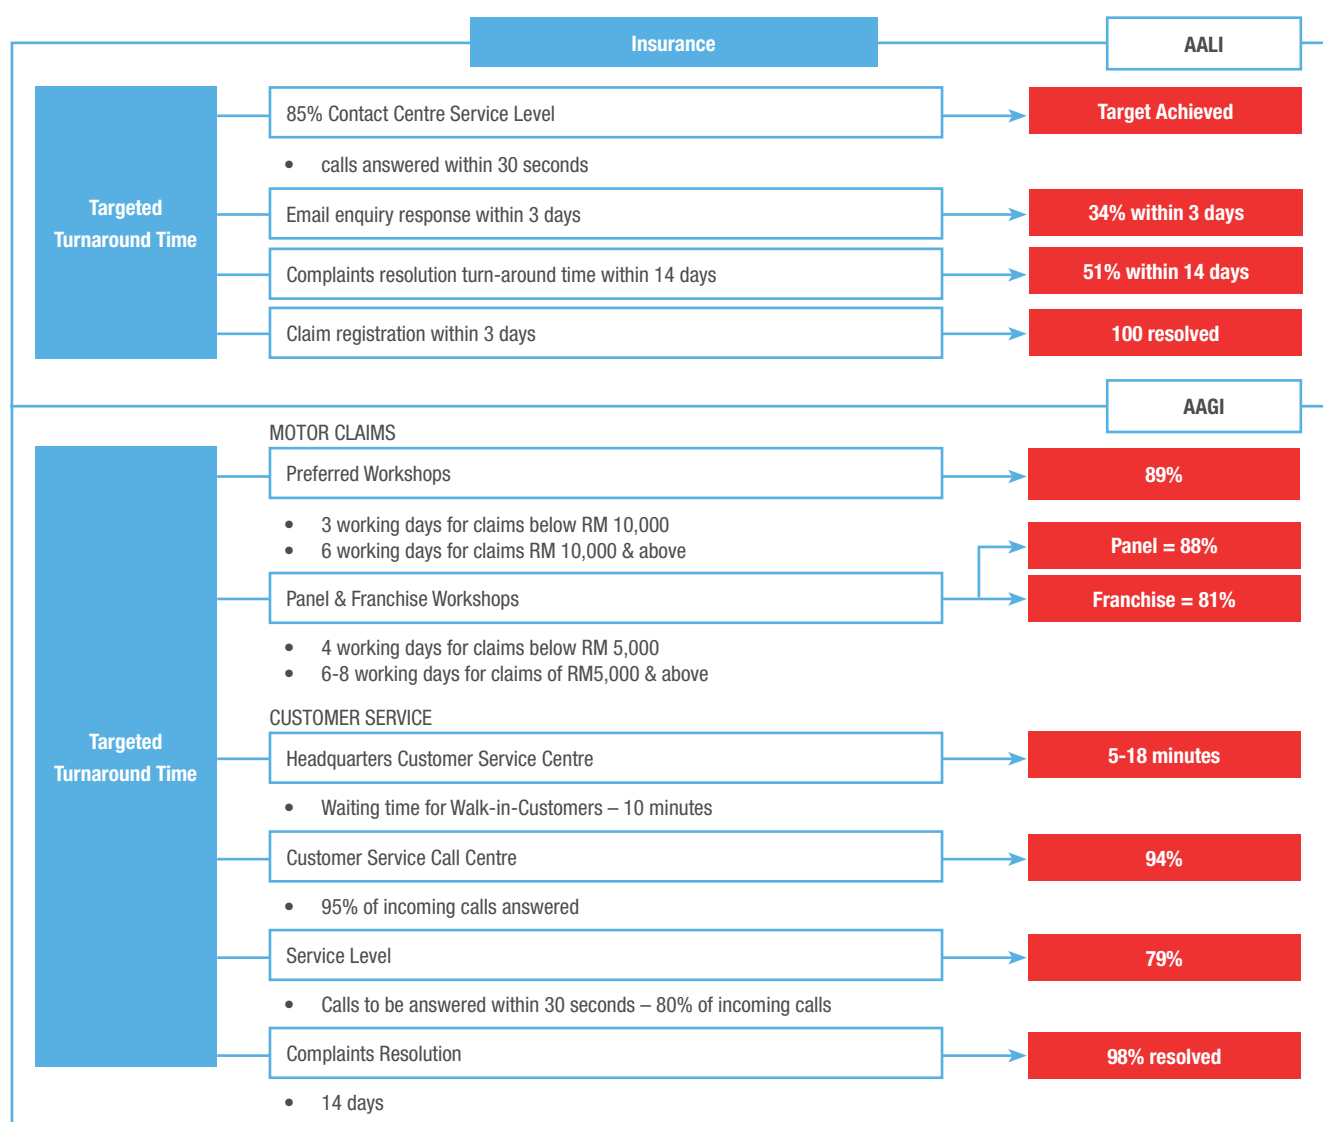 Insurance
AALI
Targeted
Turnaround Time
85% Contact Centre Service Level
Target Achieved
• calls answered within 30 seconds
Email enquiry response within 3 days
34% within 3 days
Complaints resolution turn-around time within 14 days
51% within 14 days
Claim registration within 3 days
100 resolved
AAGI
Targeted
Turnaround Time
MOTOR CLAIMS
Preferred Workshops
89%
• 3 working days for claims below RM 10,000
• 6 working days for claims RM 10,000 & above
Panel = 88%
Panel & Franchise Workshops
Franchise = 81%
• 4 working days for claims below RM 5,000
• 6-8 working days for claims of RM5,000 & above
CUSTOMER SERVICE
Headquarters Customer Service Centre
5-18 minutes
• Waiting time for Walk-in-Customers – 10 minutes
Customer Service Call Centre
94%
• 95% of incoming calls answered
Service Level
79%
• Calls to be answered within 30 seconds – 80% of incoming calls
Complaints Resolution
98% resolved
• 14 days